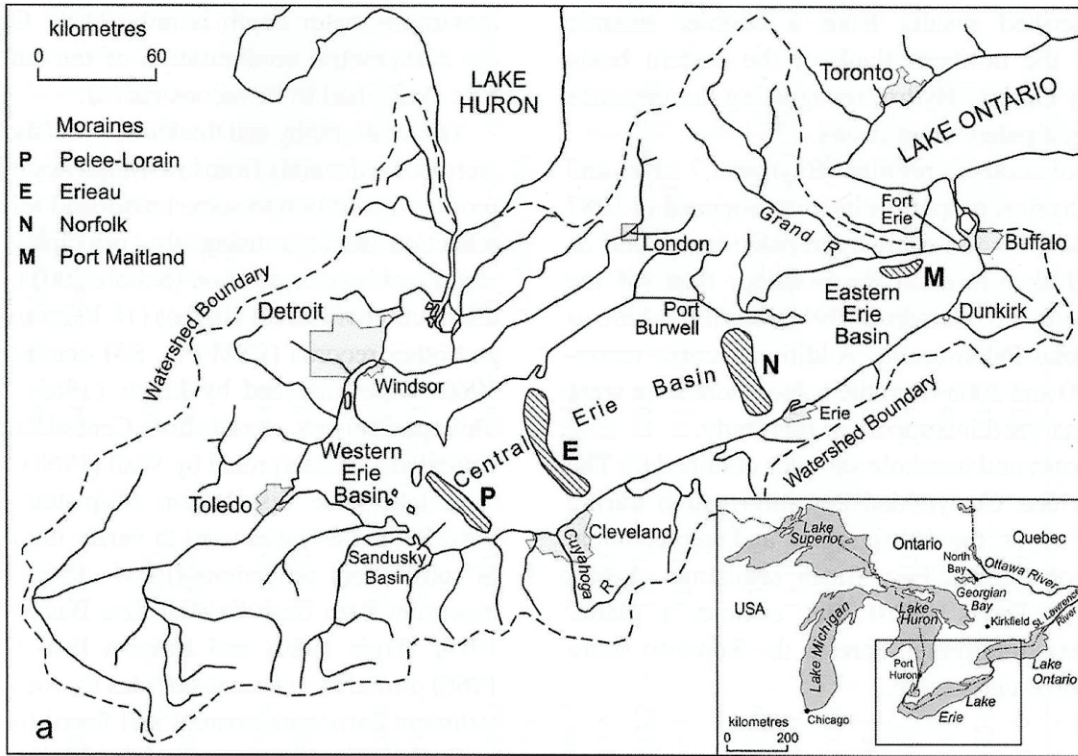 kilometres
0 60
Moraines
P Pelee-Lorain
E Erieau
N Norfolk
M Port Maitland
LAKE
HURON
Toronto
LAKE ONTARIO
Watershed Boundary
Grand R.
London
Fort
Erie
Buffalo
M
Detroit
Windsor
Port
Burwell
Eastern
Erie
Basin
Dunkirk
N
Central Erie Basin
Erie
Watershed Boundary
E
Western
Erie
Basin
P
Toledo
Sandusky
Basin
Cleveland
Cuyahoga R.
a
Lake
Superior
Ontario
Quebec
North
Bay
Ottawa River
Georgian
Bay
USA
Lake Michigan
Lake
Huron
Kirkfield
St. Lawrence
River
Port
Huron
Lake
Ontario
Lake
Erie
Chicago
kilometres
0 200